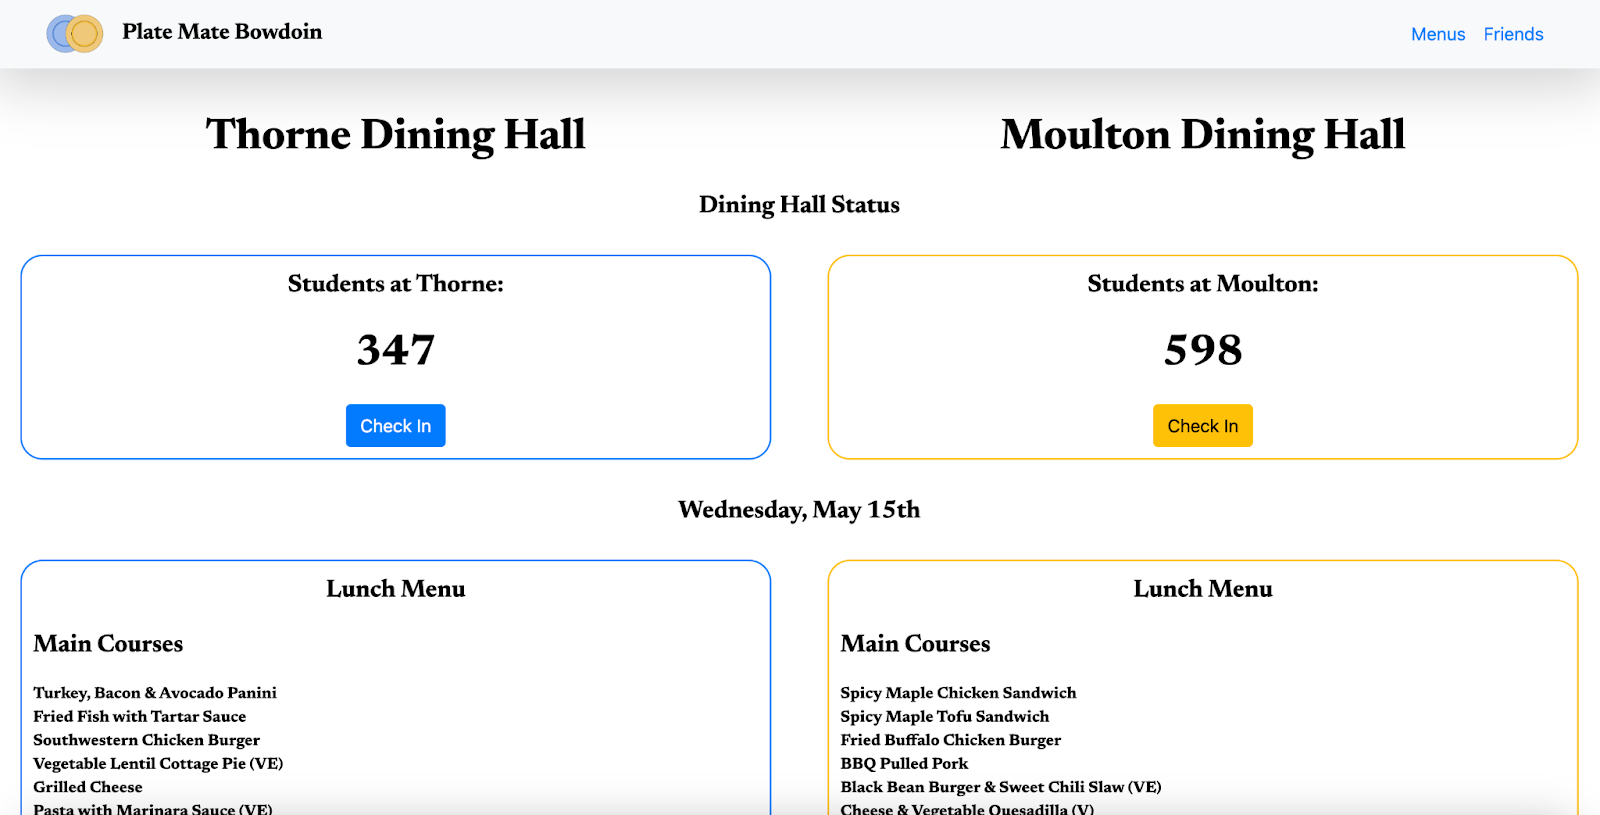 Plate Mate Bowdoin
Menus Friends
Thorne Dining Hall
Moulton Dining Hall
Dining Hall Status
Students at Thorne:
347
Check In
Students at Moulton:
598
Check In
Wednesday, May 15th
Lunch Menu
Main Courses
Turkey, Bacon & Avocado Panini
Fried Fish with Tartar Sauce
Southwestern Chicken Burger
Vegetable Lentil Cottage Pie (VE)
Grilled Cheese
Pasta with Marinara Sauce (VE)
Lunch Menu
Main Courses
Spicy Maple Chicken Sandwich
Spicy Maple Tofu Sandwich
Fried Buffalo Chicken Burger
BBQ Pulled Pork
Black Bean Burger & Sweet Chili Slaw (VE)
Cheese & Vegetable Quesadilla (V)